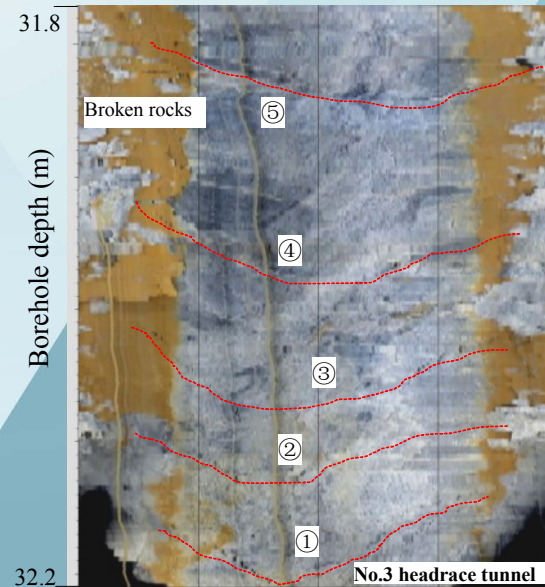 31.8
Broken rocks
⑤
Borehole depth (m)
④
③
②
①
32.2
No.3 headrace tunnel